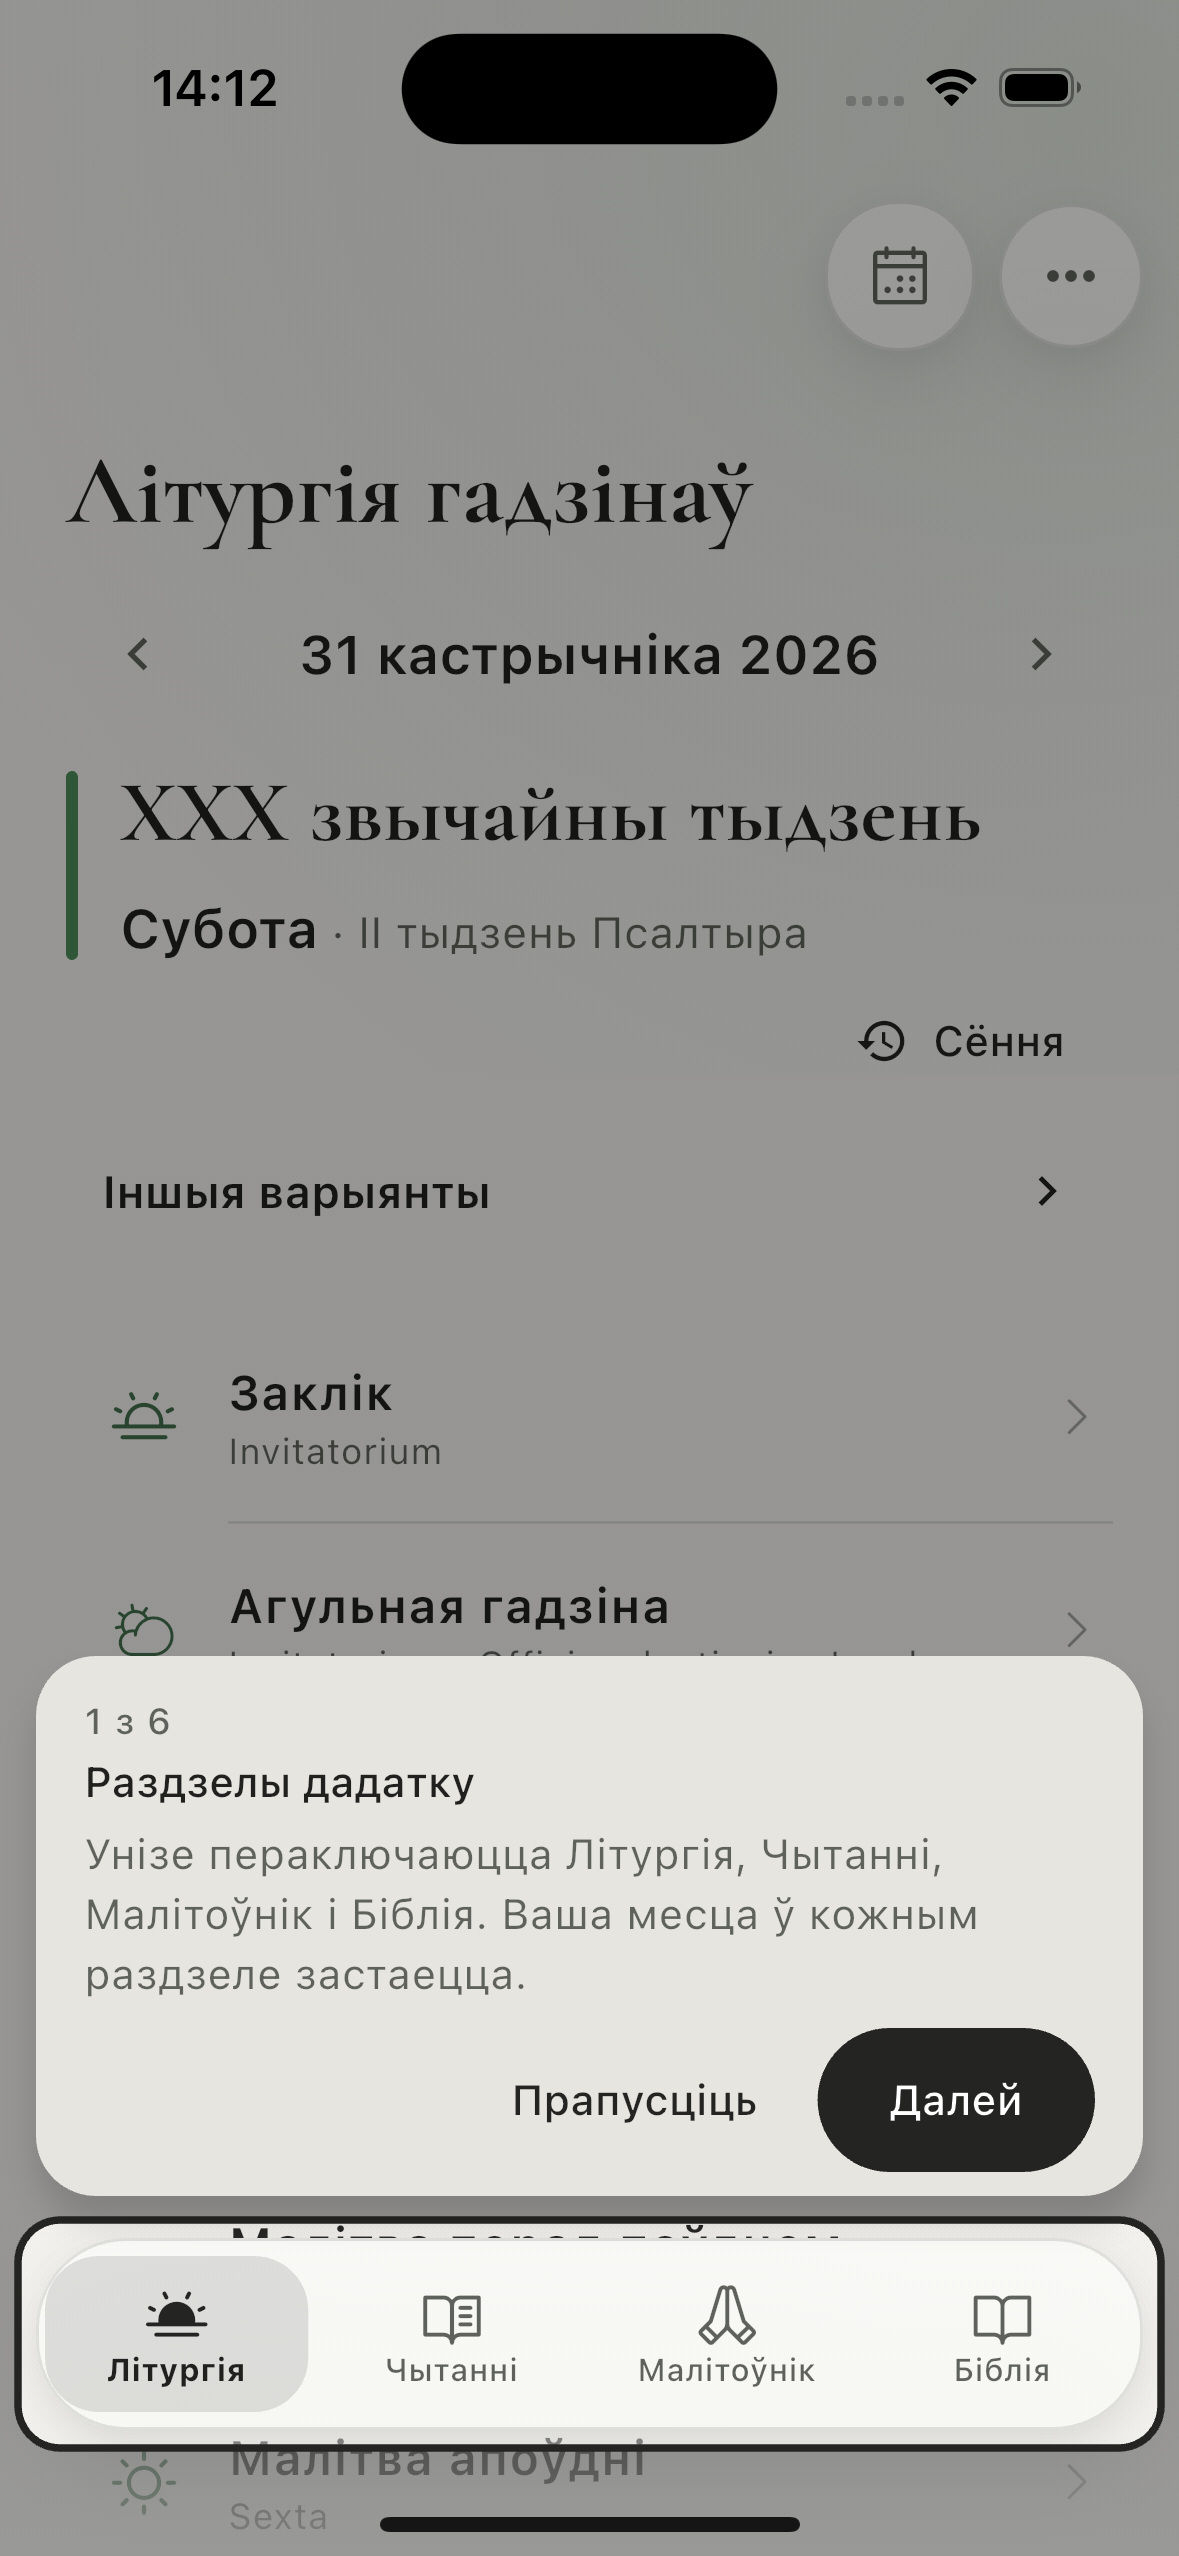 14:12
Літургія гадзінаў
31 кастрычніка 2026
XXX звычайны тыдзень
Субота · II тыдзень Псалтыра
Сёння
Іншыя варыянты
Заклік
Invitatorium
Агульная гадзіна
1 з 6
Раздзелы дадатку
Унізе пераключаюцца Літургія, Чытанні,
Малітоўнік і Біблія. Ваша месца ў кожным
раздзеле застаецца.
Прапусціць
Далей
Літургія
Чытанні
Малітоўнік
Біблія
Малітва апоўдні
Sexta